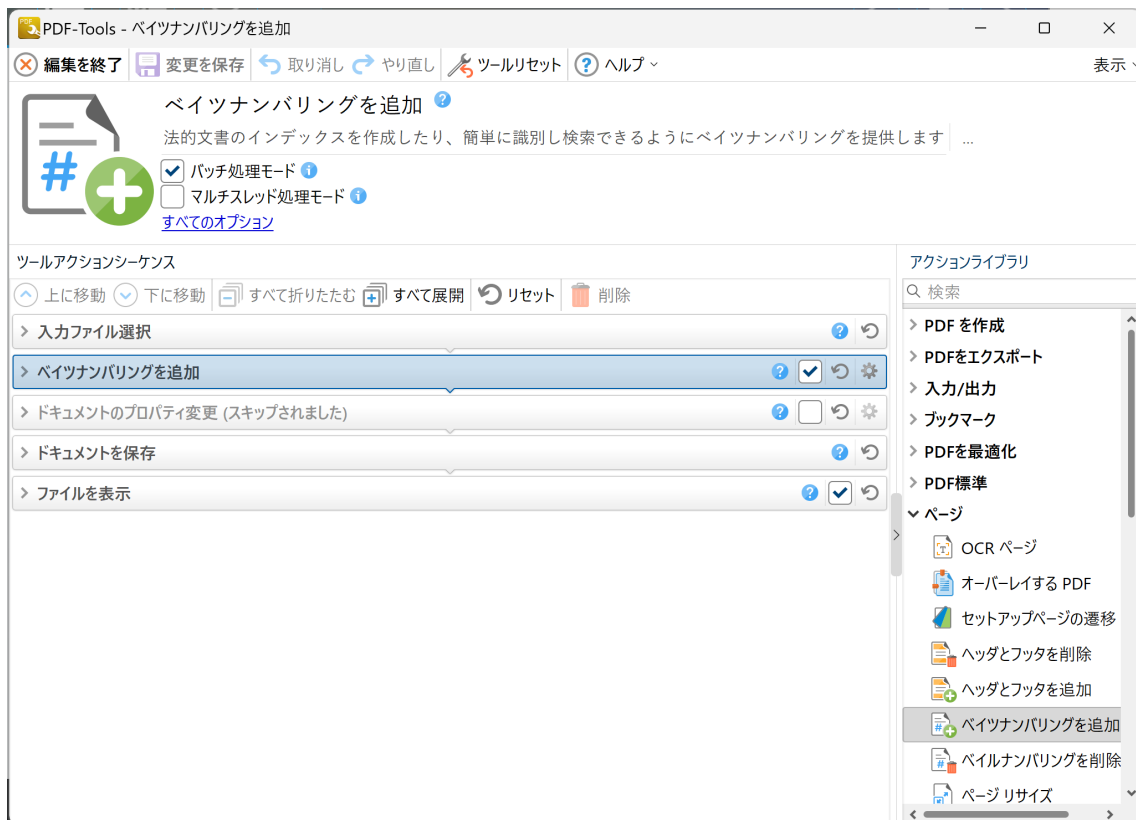 PDF-Tools - ベイツナンバリングを追加
編集を終了 変更を保存 取り消し やり直し ツールリセット ヘルプ 表示
ベイツナンバリングを追加
法的文書のインデックスを作成したり、簡単に識別し検索できるようにベイツナンバリングを提供します ...
バッチ処理モード
マルチスレッド処理モード
すべてのオプション
ツールアクションシーケンス
上に移動 下に移動 すべて折りたたむ すべて展開 リセット 削除
入力ファイル選択
ベイツナンバリングを追加
ドキュメントのプロパティ変更 (スキップされました)
ドキュメントを保存
ファイルを表示
アクションライブラリ
検索
PDF を作成
PDFをエクスポート
入力/出力
ブックマーク
PDFを最適化
PDF標準
ページ
OCR ページ
オーバーレイする PDF
セットアップページの遷移
ヘッダとフッタを削除
ヘッダとフッタを追加
ベイツナンバリングを追加
ベイルナンバリングを削除
ページ リサイズ